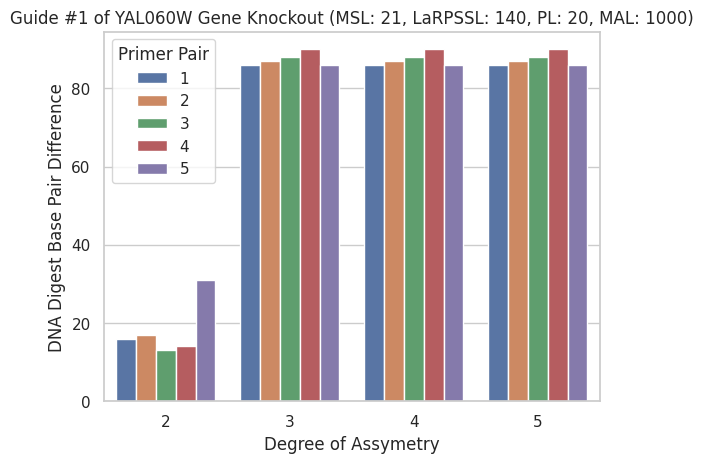 Guide #1 of YAL060W Gene Knockout (MSL: 21, LaRPSSL: 140, PL: 20, MAL: 1000)
Primer Pair
1
2
3
4
5
DNA Digest Base Pair Difference
80
60
40
20
0
2 3 4 5
Degree of Assymetry